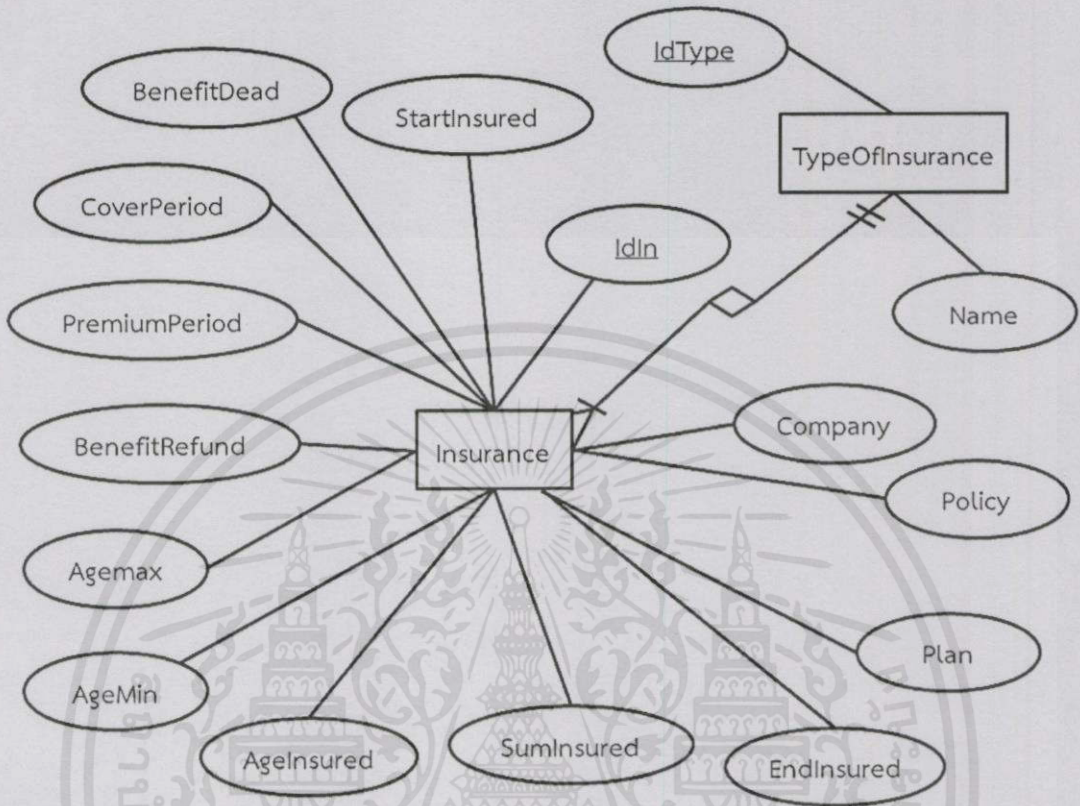 IdType
BenefitDead
StartInsured
TypeOfInsurance
CoverPeriod
IdIn
PremiumPeriod
Name
Company
BenefitRefund
Insurance
Policy
Agemax
Plan
AgeMin
AgeInsured
SumInsured
EndInsured